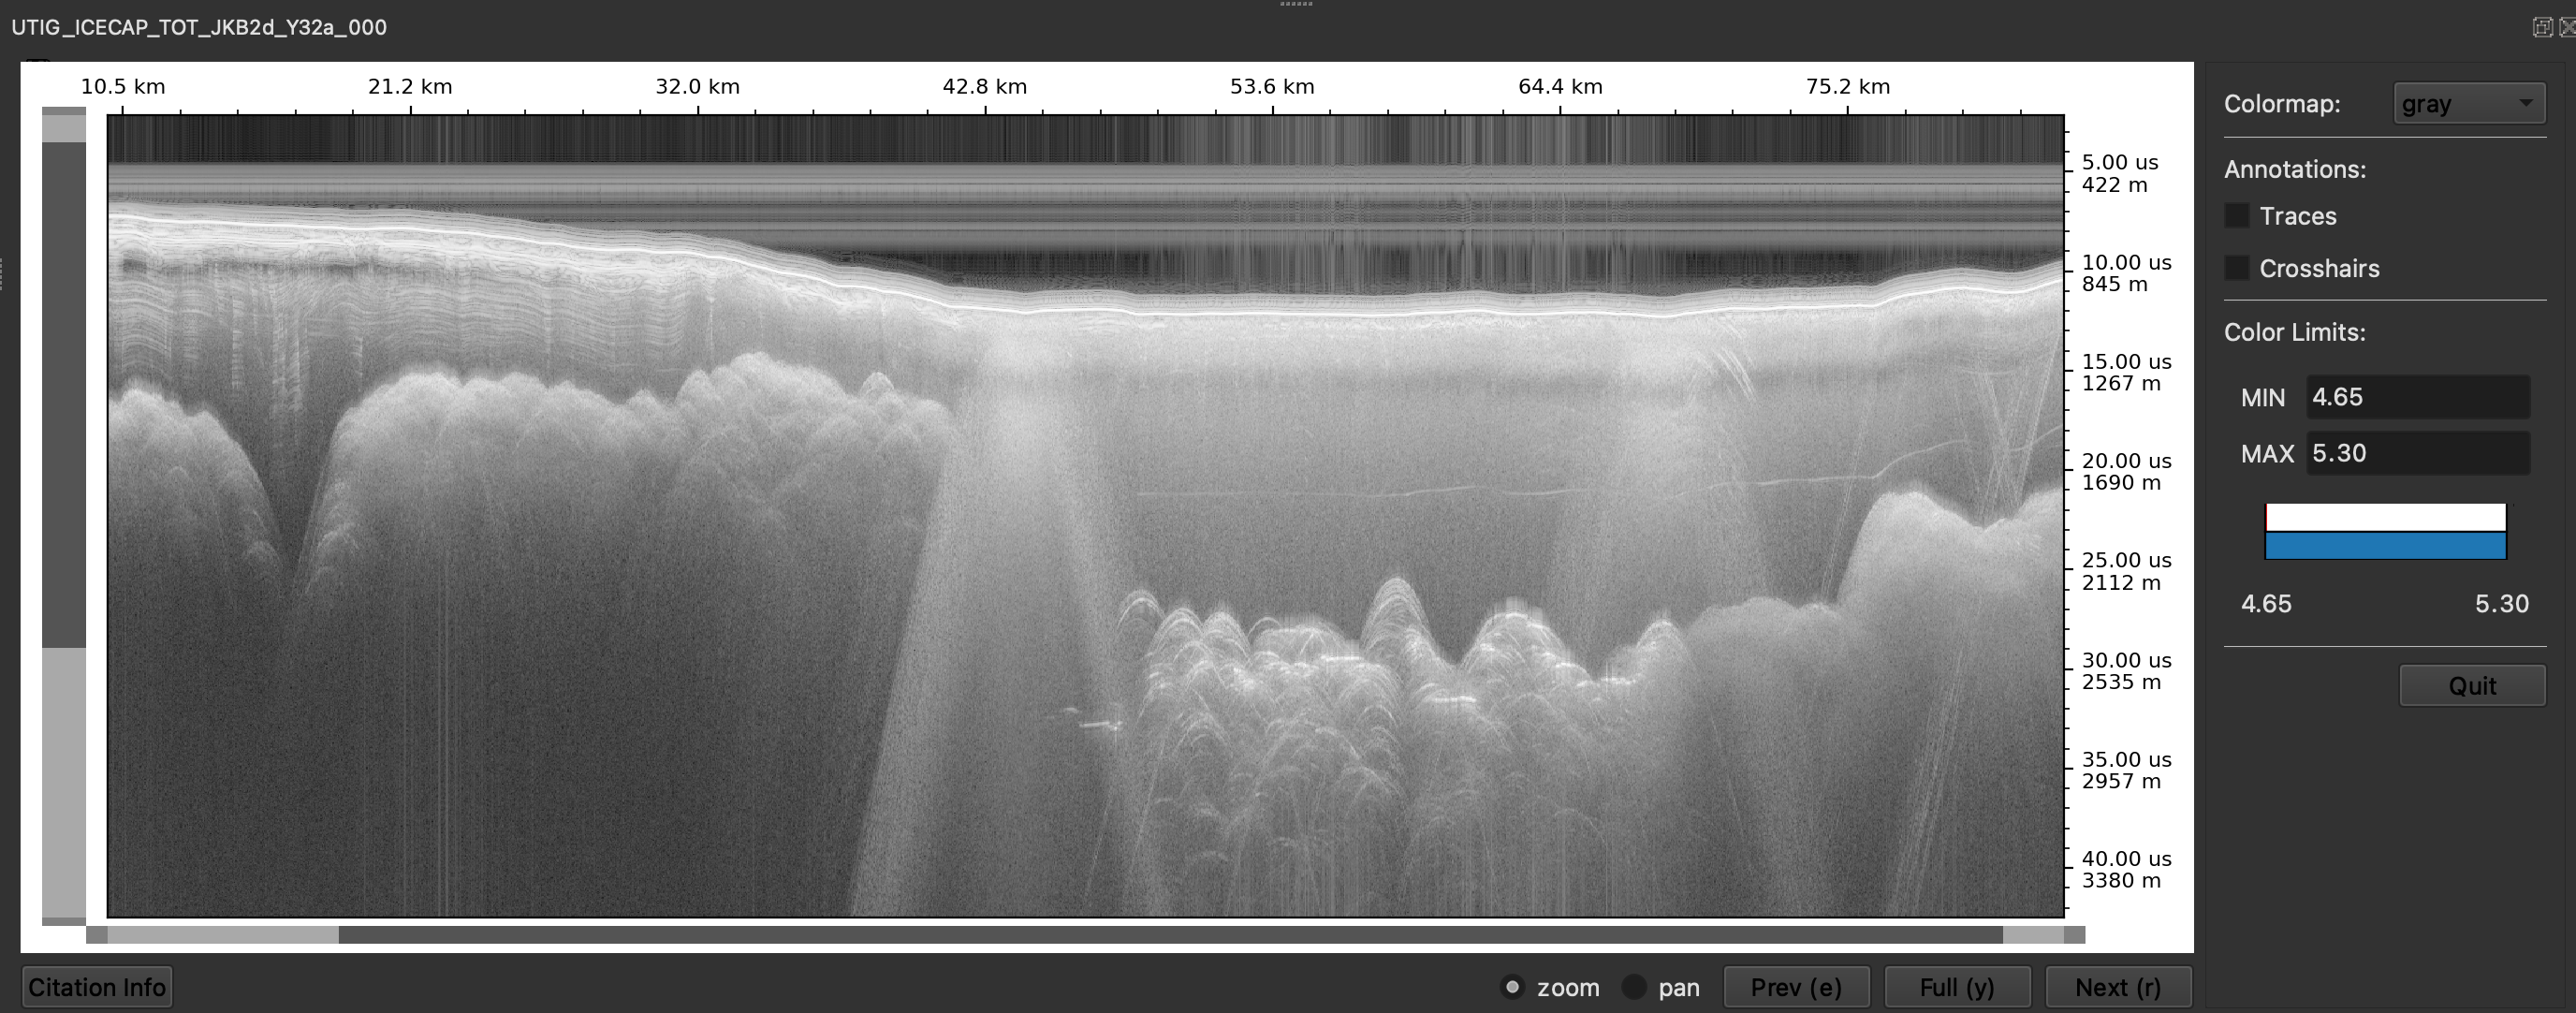 UTIG_ICECAP_TOT_JKB2d_Y32a_000
10.5 km 21.2 km 32.0 km 42.8 km 53.6 km 64.4 km 75.2 km
5.00 us
422 m
10.00 us
845 m
15.00 us
1267 m
20.00 us
1690 m
25.00 us
2112 m
30.00 us
2535 m
35.00 us
2957 m
40.00 us
3380 m
Colormap: gray
Annotations:
Traces
Crosshairs
Color Limits:
MIN 4.65
MAX 5.30
4.65 5.30
Quit
Citation Info zoom pan Prev (e) Full (y) Next (r)